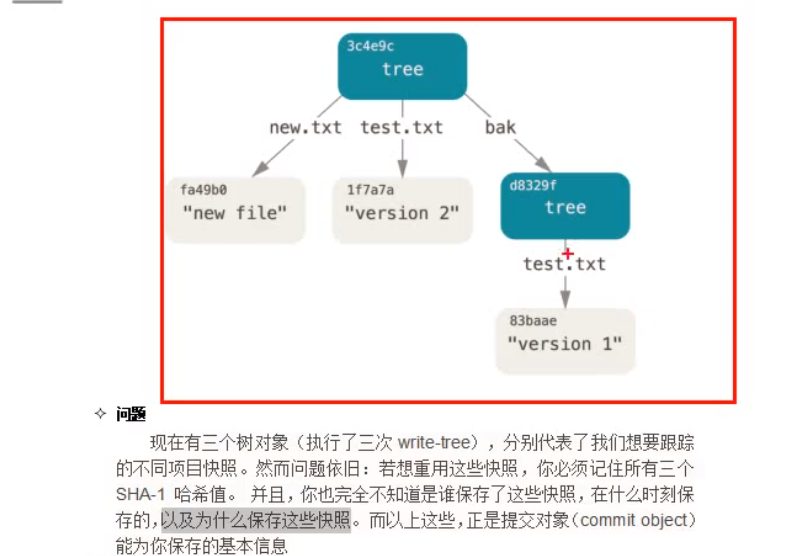 3c4e9c
tree
new.txt test.txt bak
fa49b0 1f7a7a d8329f
"new file" "version 2" tree
test.txt
83baae
"version 1"
✧ 问题
现在有三个树对象（执行了三次 write-tree），分别代表了我们想要跟踪
的不同项目快照。然而问题依旧：若想重用这些快照，你必须记住所有三个
SHA-1 哈希值。 并且，你也完全不知道是谁保存了这些快照，在什么时刻保
存的，以及为什么保存这些快照。而以上这些，正是提交对象（commit object）
能为你保存的基本信息